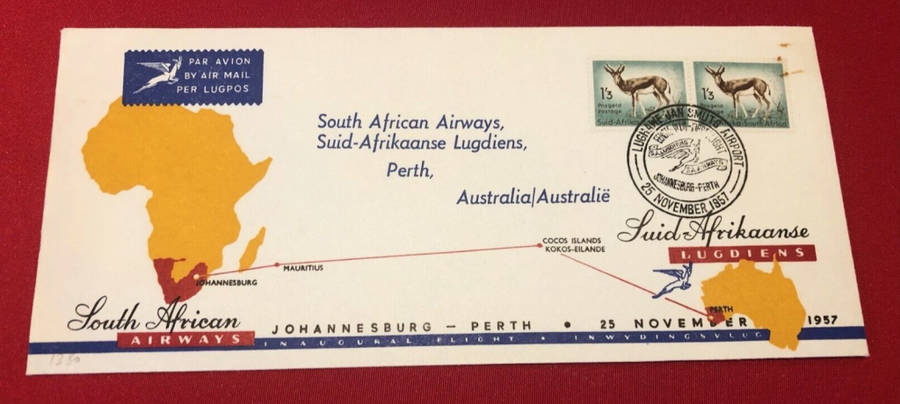 PAR AVION
BY AIR MAIL
PER LUGPOS
1'3
Posgeld
Postage
Suid-Afrika
1'3
Posgeld
Postage
South Africa
South African Airways,
Suid-Afrikaanse Lugdiens,
Perth,
Australia/Australië
LUGHAWE JAN SMUTS AIRPORT
JOHANNESBURG-PERTH
25 NOVEMBER 1957
Suid-Afrikaanse
LUGDIENS
COCOS ISLANDS
KOKOS-EILANDE
MAURITIUS
JOHANNESBURG
PERTH
South African
AIRWAYS
JOHANNESBURG — PERTH • 25 NOVEMBER 1957
INAUGURAL FLIGHT • INWYDINGSVLUG